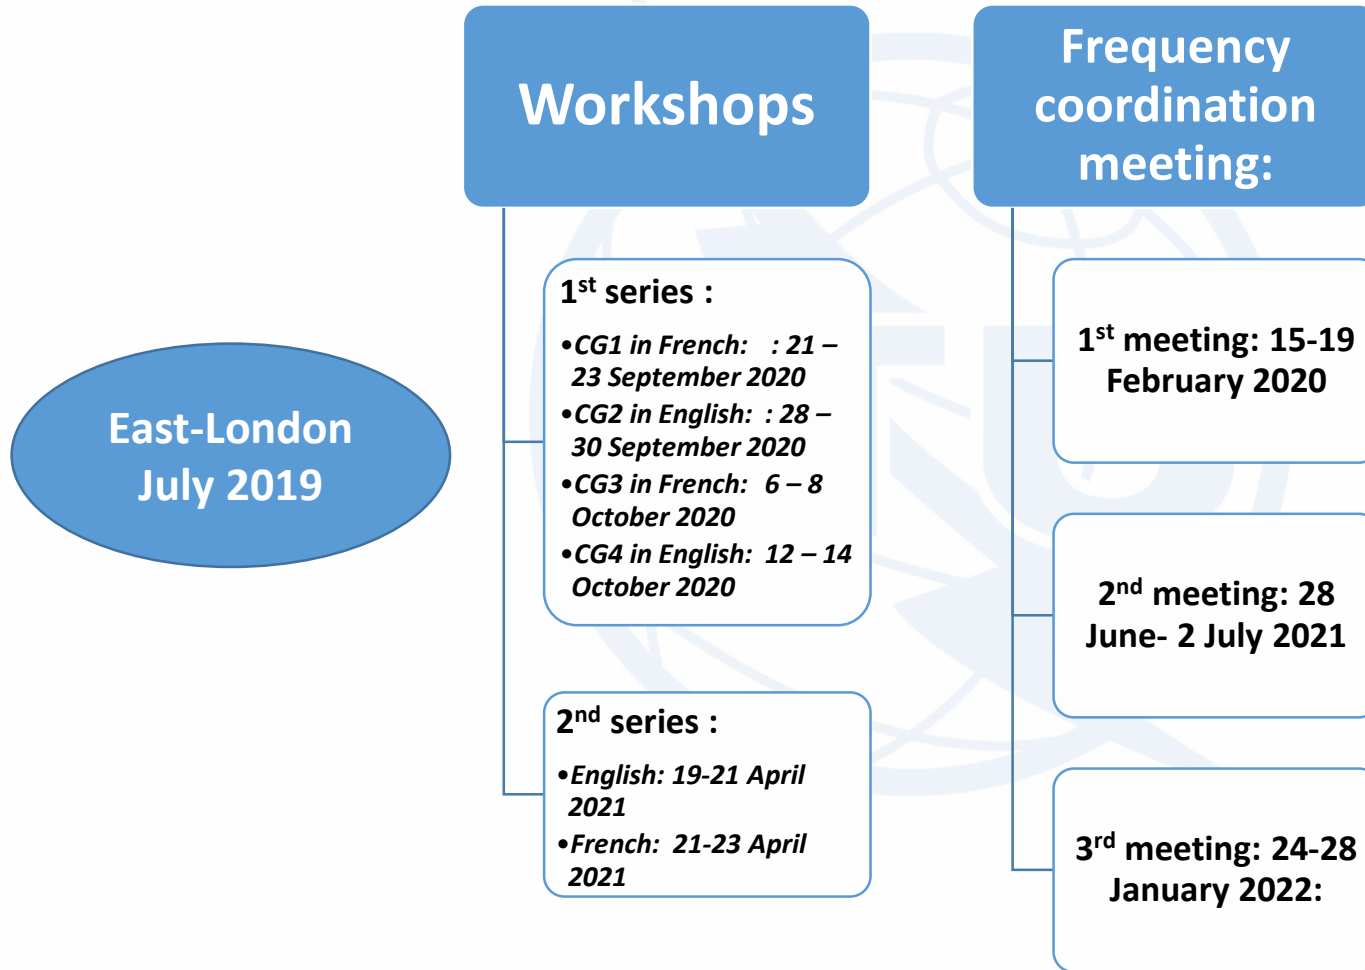 East-London
July 2019
Workshops
1st series :
•CG1 in French:   : 21 –
23 September 2020
•CG2 in English:  : 28 –
30 September 2020
•CG3 in French:  6 – 8
October 2020
•CG4 in English:  12 – 14
October 2020
2nd series :
•English: 19-21 April
2021
•French:  21-23 April
2021
Frequency
coordination
meeting:
1st meeting: 15-19
February 2020
2nd meeting: 28
June- 2 July 2021
3rd meeting: 24-28
January 2022:
ITU